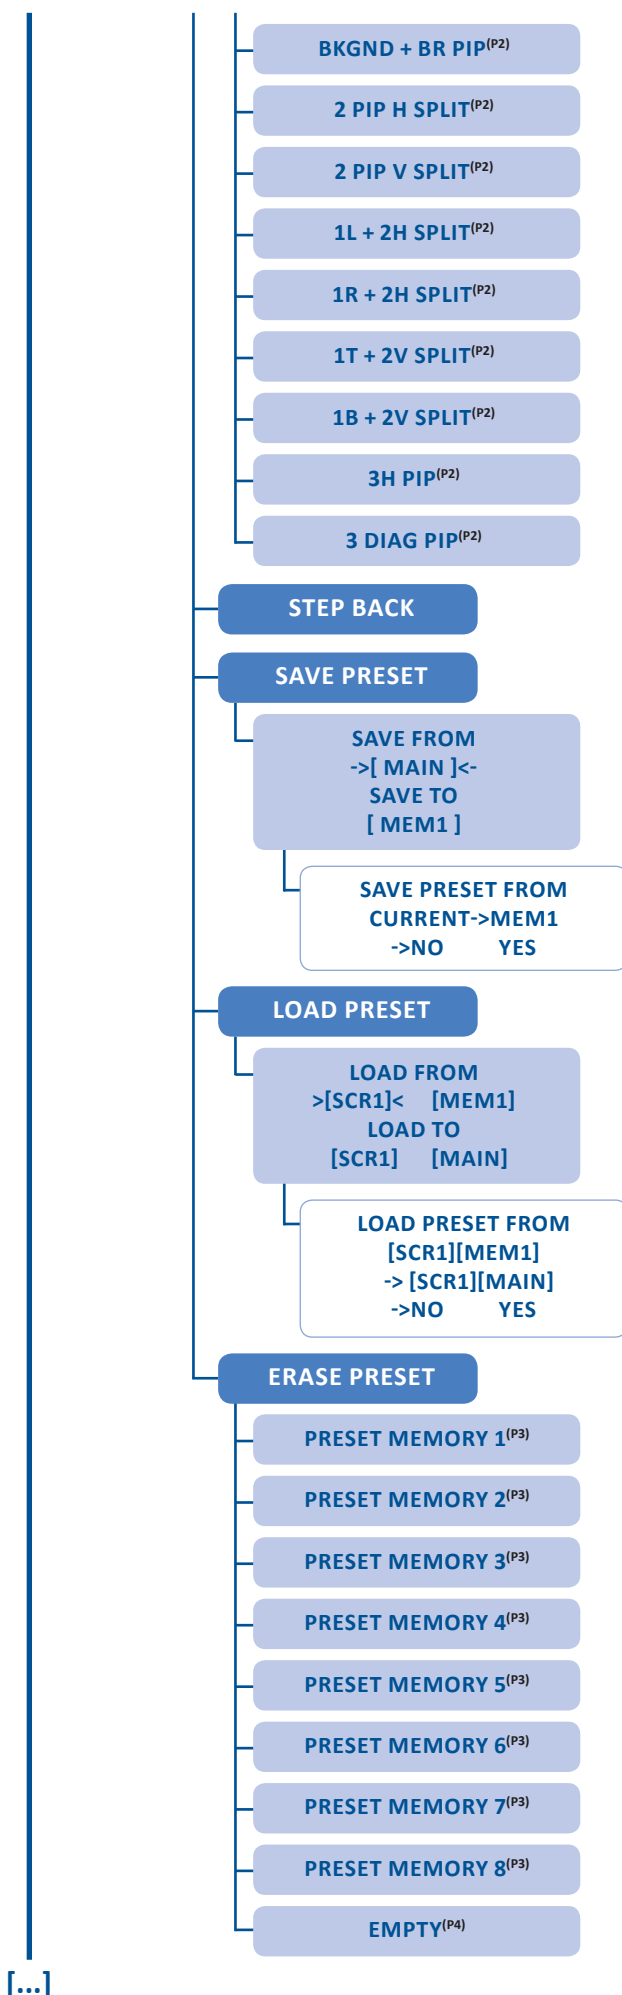 BKGND + BR PIP(P2)
2 PIP H SPLIT(P2)
2 PIP V SPLIT(P2)
1L + 2H SPLIT(P2)
1R + 2H SPLIT(P2)
1T + 2V SPLIT(P2)
1B + 2V SPLIT(P2)
3H PIP(P2)
3 DIAG PIP(P2)
STEP BACK
SAVE PRESET
SAVE FROM
->[ MAIN ]<-
SAVE TO
[ MEM1 ]
SAVE PRESET FROM
CURRENT->MEM1
->NO YES
LOAD PRESET
LOAD FROM
>[SCR1]< [MEM1]
LOAD TO
[SCR1] [MAIN]
LOAD PRESET FROM
[SCR1][MEM1]
-> [SCR1][MAIN]
->NO YES
ERASE PRESET
PRESET MEMORY 1(P3)
PRESET MEMORY 2(P3)
PRESET MEMORY 3(P3)
PRESET MEMORY 4(P3)
PRESET MEMORY 5(P3)
PRESET MEMORY 6(P3)
PRESET MEMORY 7(P3)
PRESET MEMORY 8(P3)
EMPTY(P4)
[...]